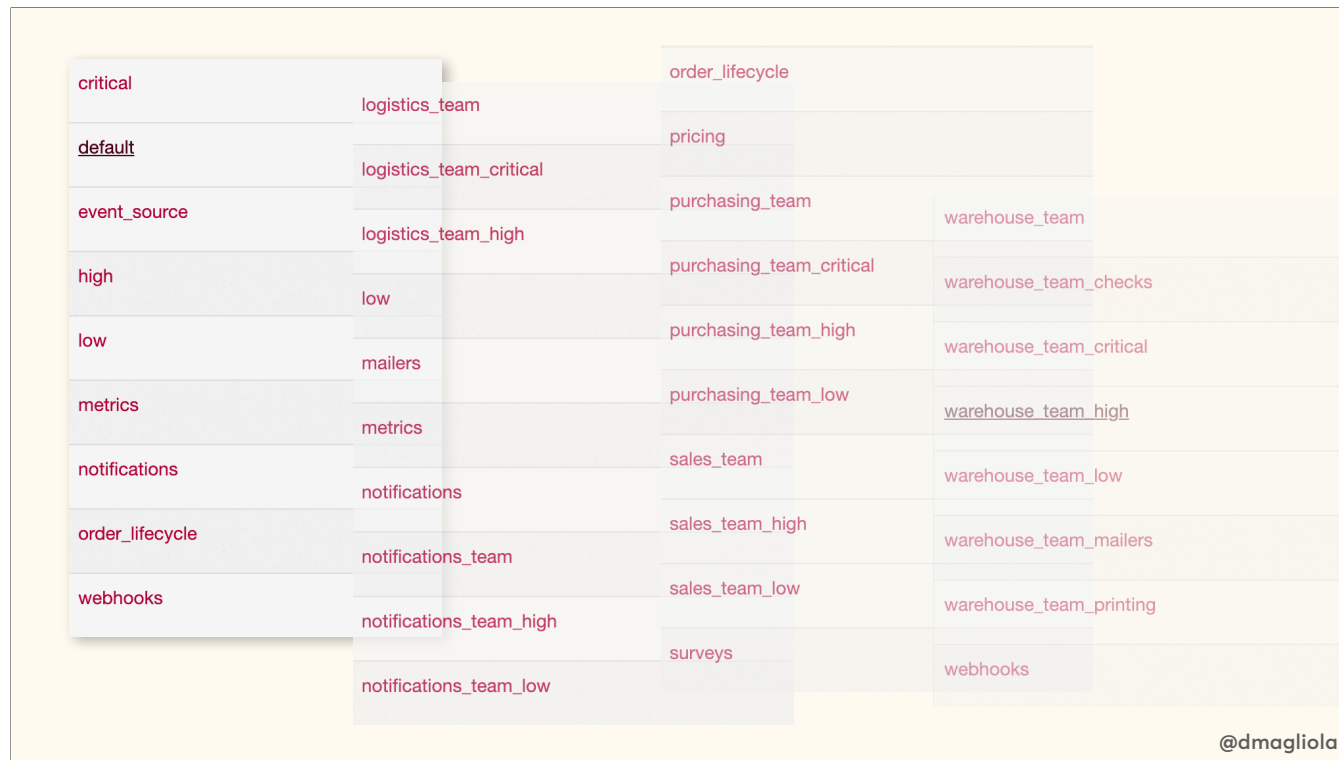 critical
default
event_source
high
low
metrics
notifications
order_lifecycle
webhooks
logistics_team
logistics_team_critical
logistics_team_high
low
mailers
metrics
notifications
notifications_team
notifications_team_high
notifications_team_low
order_lifecycle
pricing
purchasing_team
purchasing_team_critical
purchasing_team_high
purchasing_team_low
sales_team
sales_team_high
sales_team_low
surveys
warehouse_team
warehouse_team_checks
warehouse_team_critical
warehouse_team_high
warehouse_team_low
warehouse_team_mailers
warehouse_team_printing
webhooks
@dmagliola